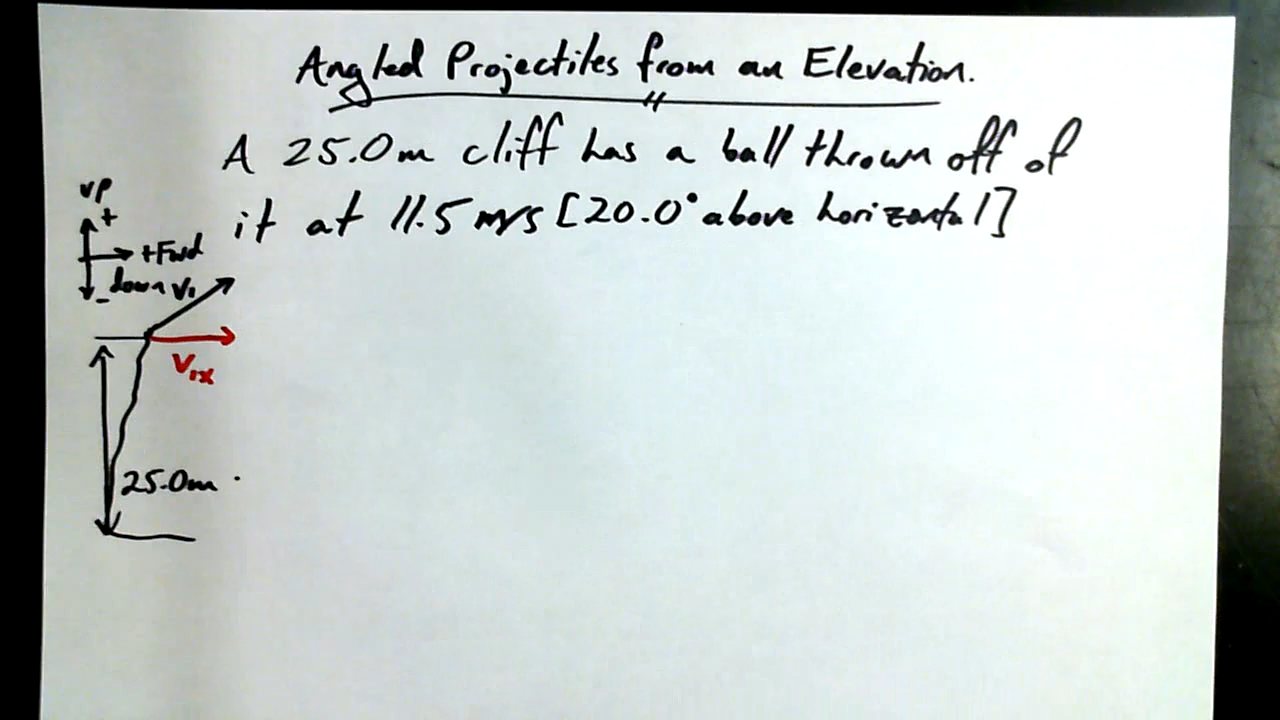 Angled Projectiles from an Elevation.
A 25.0m cliff has a ball thrown off of
it at 11.5 m/s [20.0° above horizontal]
up
+
+Fwd
- down
V₁
V₁ₓ
25.0m